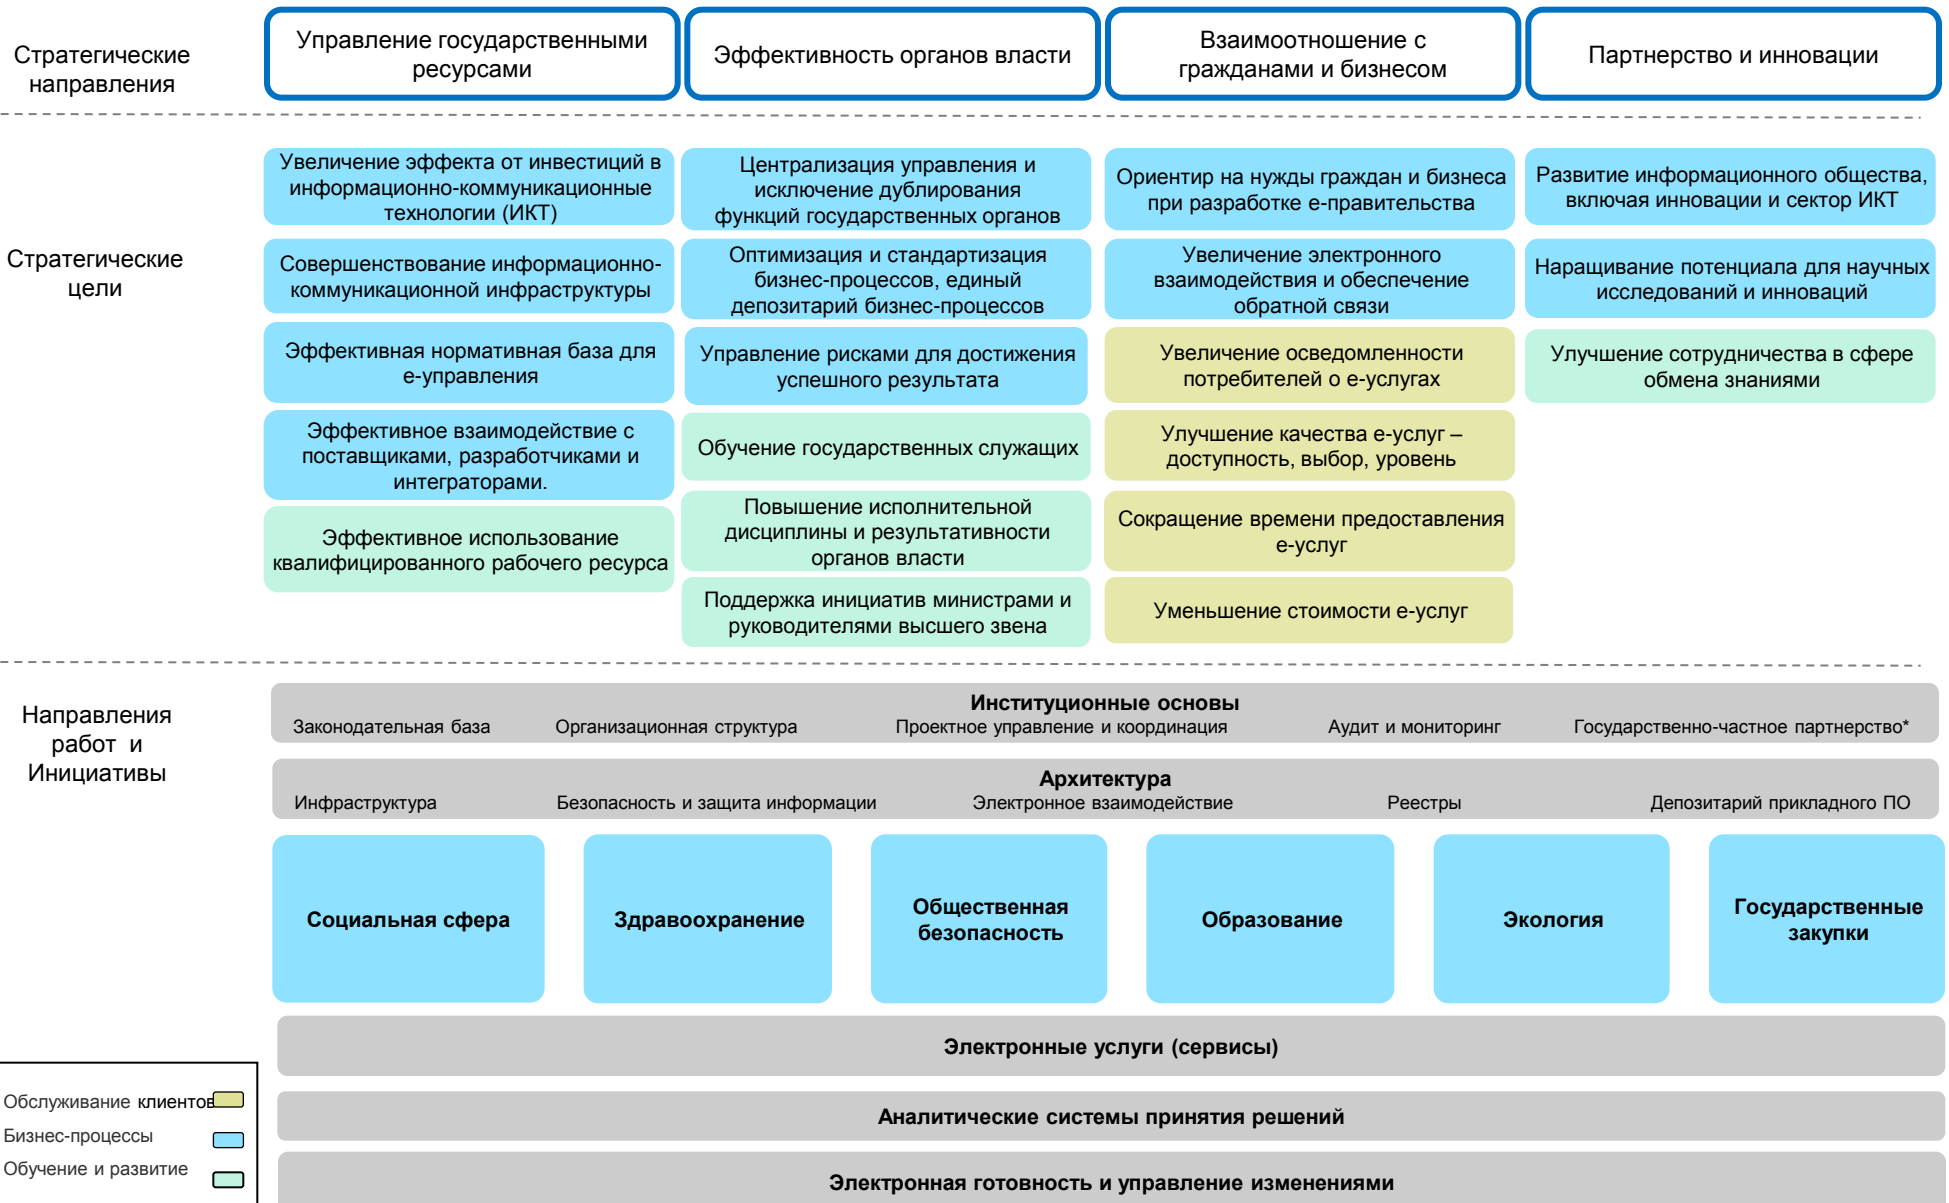 Стратегические
направления
Управление государственными
ресурсами
Эффективность органов власти
Взаимоотношение с
гражданами и бизнесом
Партнерство и инновации
Стратегические
цели
Увеличение эффекта от инвестиций в
информационно-коммуникационные
технологии (ИКТ)
Совершенствование информационно-
коммуникационной инфраструктуры
Эффективная нормативная база для
е-управления
Эффективное взаимодействие с
поставщиками, разработчиками и
интеграторами.
Эффективное использование
квалифицированного рабочего ресурса
Централизация управления и
исключение дублирования
функций государственных органов
Оптимизация и стандартизация
бизнес-процессов, единый
депозитарий бизнес-процессов
Управление рисками для достижения
успешного результата
Обучение государственных служащих
Повышение исполнительной
дисциплины и результативности
органов власти
Поддержка инициатив министрами и
руководителями высшего звена
Ориентир на нужды граждан и бизнеса
при разработке е-правительства
Увеличение электронного
взаимодействия и обеспечение
обратной связи
Увеличение осведомленности
потребителей о е-услугах
Улучшение качества е-услуг –
доступность, выбор, уровень
Сокращение времени предоставления
е-услуг
Уменьшение стоимости е-услуг
Развитие информационного общества,
включая инновации и сектор ИКТ
Наращивание потенциала для научных
исследований и инноваций
Улучшение сотрудничества в сфере
обмена знаниями
Направления
работ и
Инициативы
Институционные основы
Законодательная база
Организационная структура
Проектное управление и координация
Аудит и мониторинг
Государственно-частное партнерство*
Архитектура
Инфраструктура
Безопасность и защита информации
Электронное взаимодействие
Реестры
Депозитарий прикладного ПО
Социальная сфера
Здравоохранение
Общественная
безопасность
Образование
Экология
Государственные
закупки
Электронные услуги (сервисы)
Аналитические системы принятия решений
Электронная готовность и управление изменениями
Обслуживание клиентов
Бизнес-процессы
Обучение и развитие